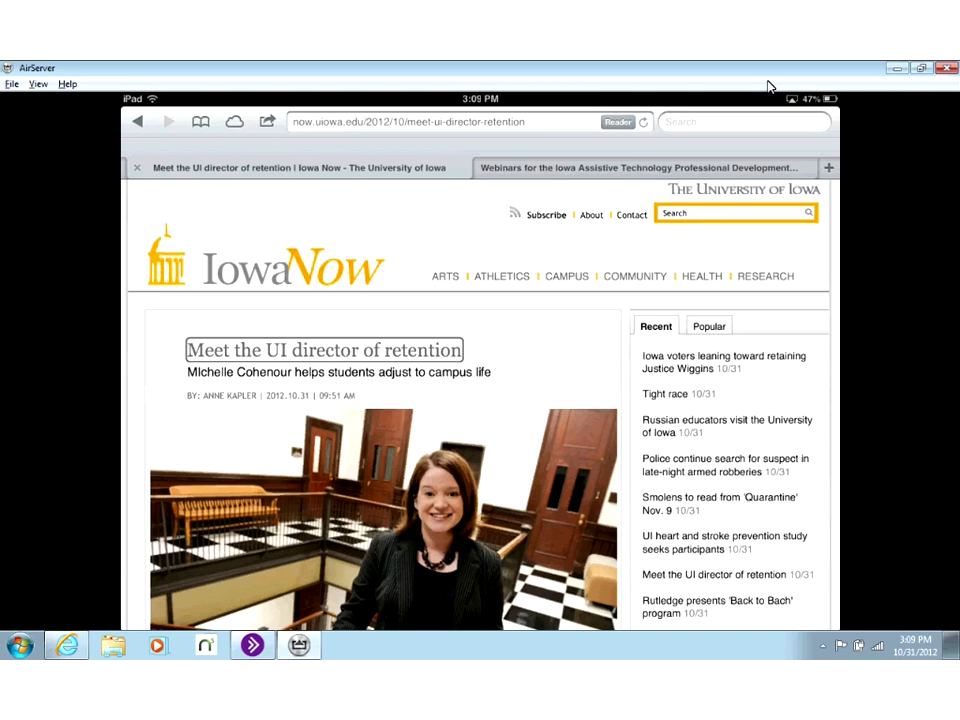 AirServer
File View Help
iPad 3:09 PM 47%
now.uiowa.edu/2012/10/meet-ui-director-retention Reader Search
Meet the UI director of retention | Iowa Now - The University of Iowa Webinars for the Iowa Assistive Technology Professional Development...
THE UNIVERSITY OF IOWA
Subscribe | About | Contact Search
IowaNow
ARTS | ATHLETICS | CAMPUS | COMMUNITY | HEALTH | RESEARCH
Meet the UI director of retention
MIchelle Cohenour helps students adjust to campus life
BY: ANNE KAPLER | 2012.10.31 | 09:51 AM
Recent Popular
Iowa voters leaning toward retaining
Justice Wiggins 10/31
Tight race 10/31
Russian educators visit the University
of Iowa 10/31
Police continue search for suspect in
late-night armed robberies 10/31
Smolens to read from 'Quarantine'
Nov. 9 10/31
UI heart and stroke prevention study
seeks participants 10/31
Meet the UI director of retention 10/31
Rutledge presents 'Back to Bach'
program 10/31
3:09 PM
10/31/2012